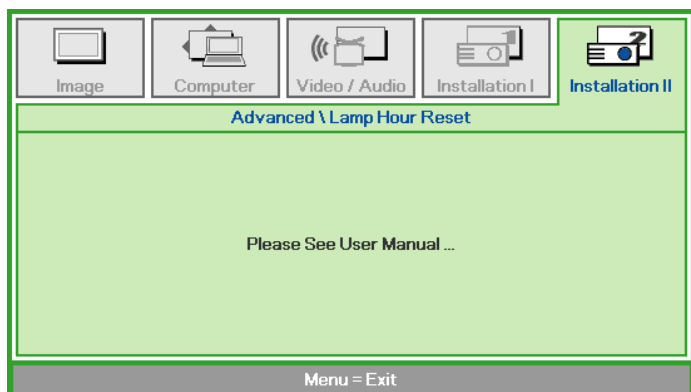 Image
Computer
Video / Audio
Installation I
Installation II
Advanced \ Lamp Hour Reset
Please See User Manual ...
Menu = Exit